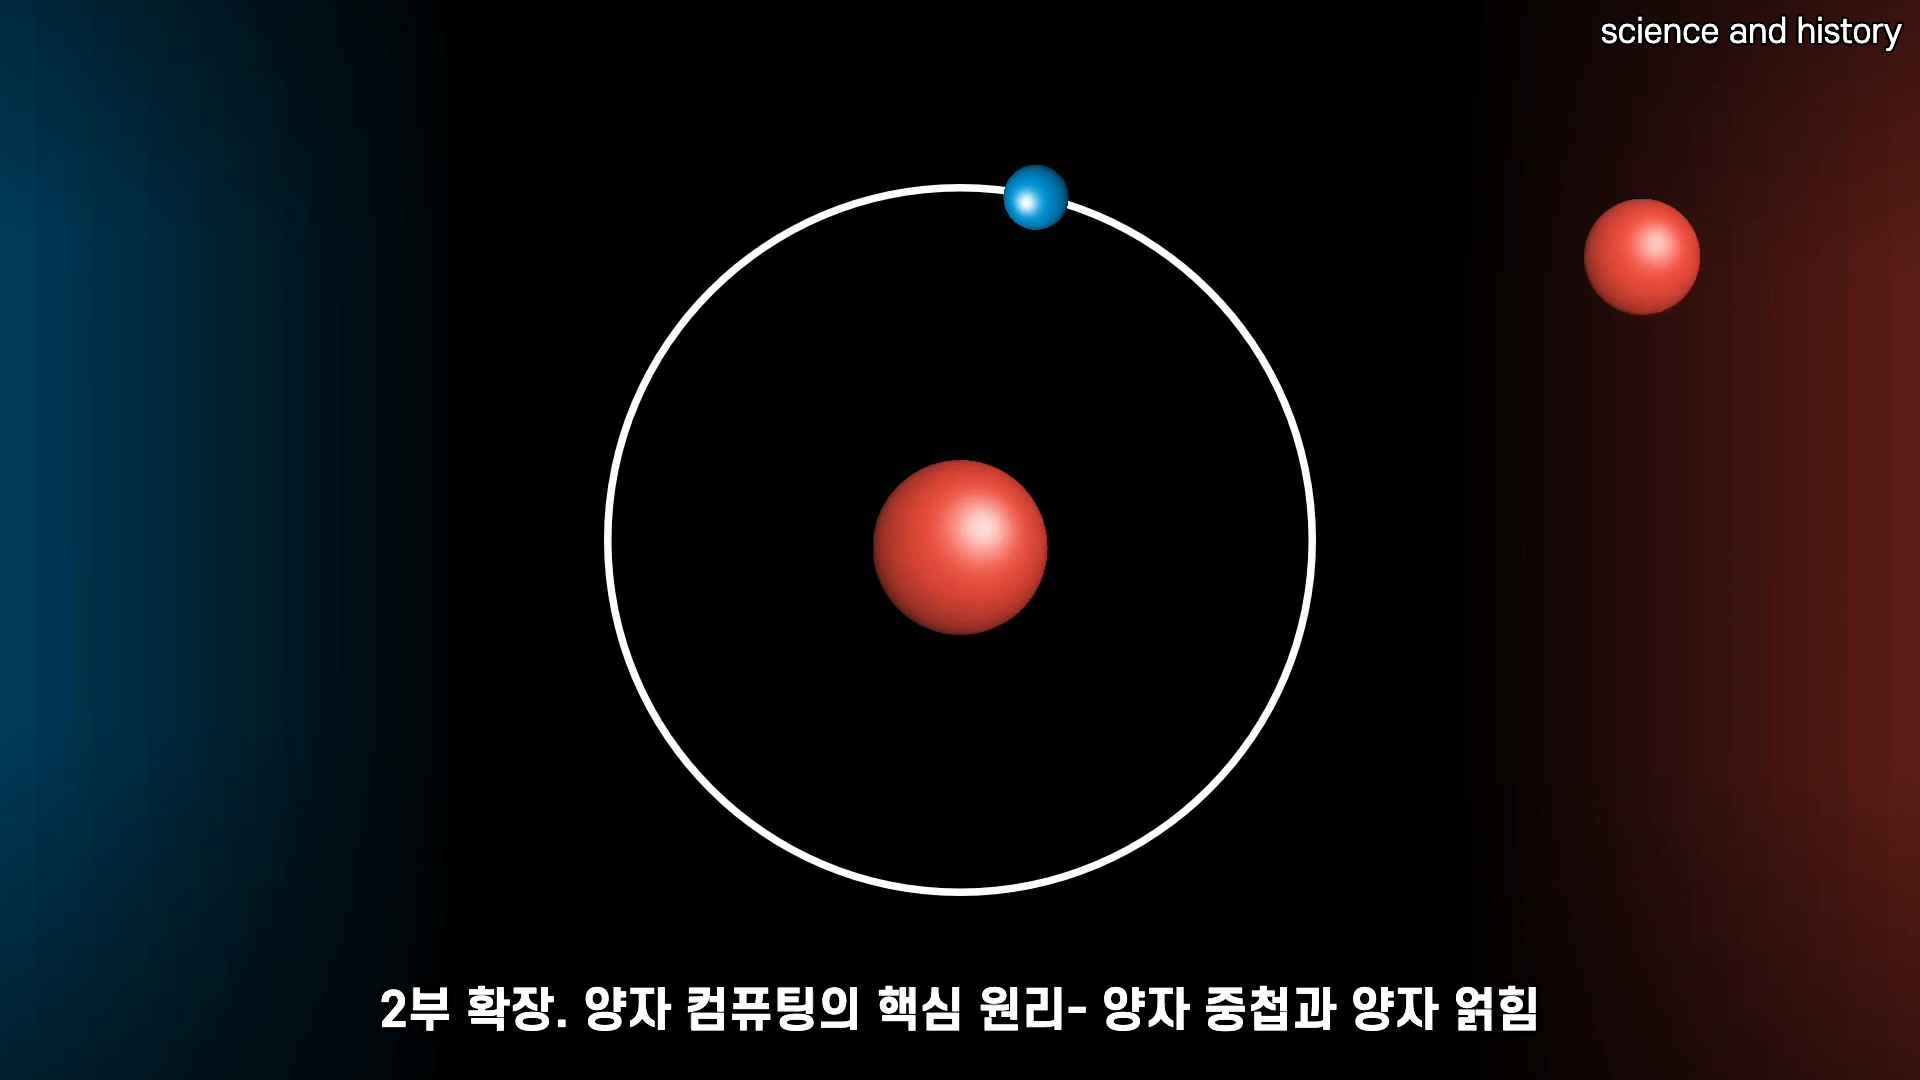 science and history
2부 확장. 양자 컴퓨팅의 핵심 원리- 양자 중첩과 양자 얽힘